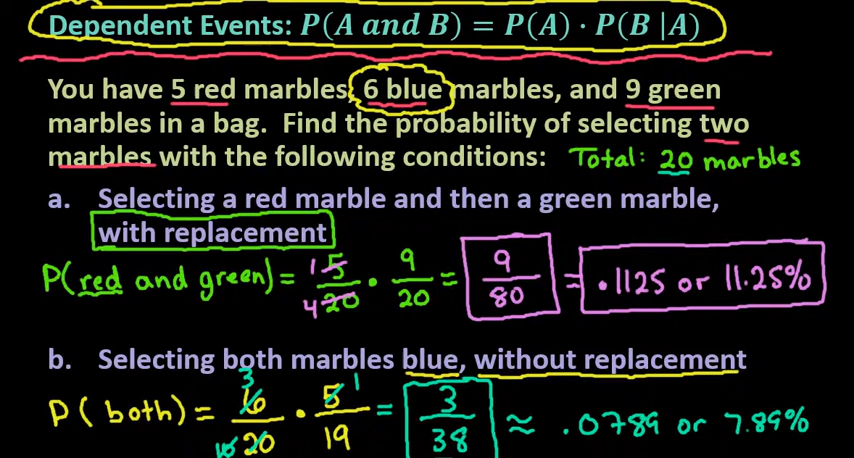 Dependent Events: P(A and B) = P(A) · P(B |A)
You have 5 red marbles, 6 blue marbles, and 9 green
marbles in a bag. Find the probability of selecting two
marbles with the following conditions: Total: 20 marbles
a. Selecting a red marble and then a green marble,
with replacement
P(red and green) = 1 5/4 20 · 9/20 = 9/80 = .1125 or 11.25%
b. Selecting both marbles blue, without replacement
P(both) = 3 6/10 20 · 5 1/19 = 3/38 ≈ .0789 or 7.89%